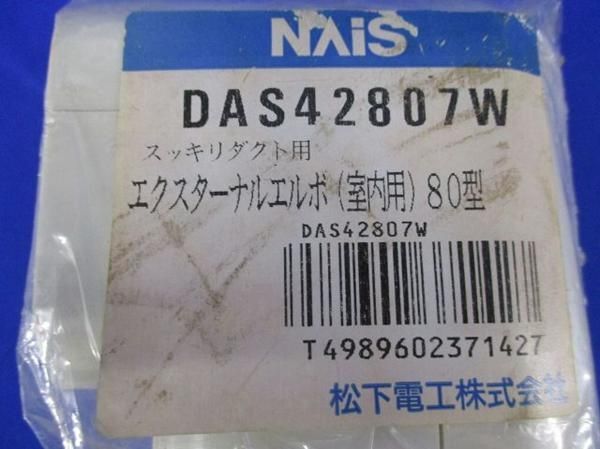 NAiS
DAS42807W
スッキリダクト用
エクスターナルエルボ(室内用)80型
DAS42807W
T4989602371427
松下電工株式会社